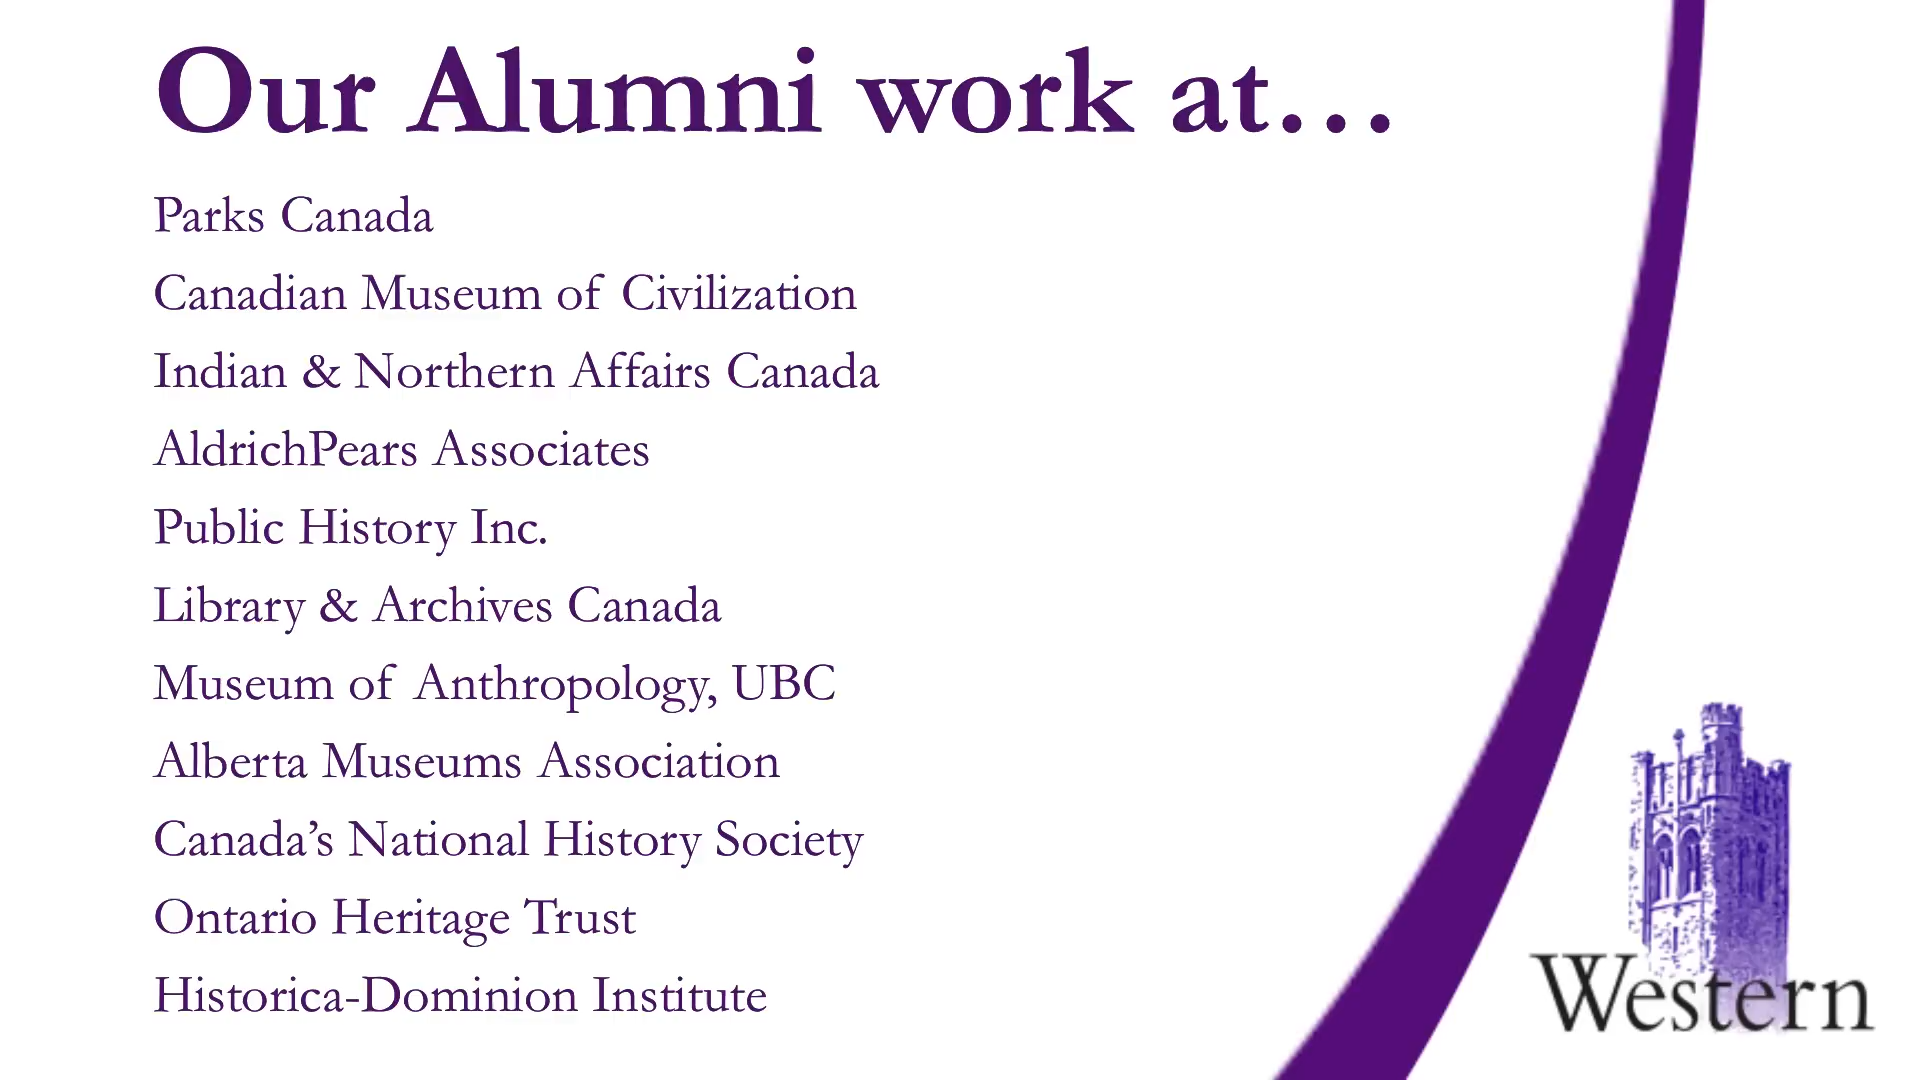 Our Alumni work at…
Parks Canada
Canadian Museum of Civilization
Indian & Northern Affairs Canada
AldrichPears Associates
Public History Inc.
Library & Archives Canada
Museum of Anthropology, UBC
Alberta Museums Association
Canada’s National History Society
Ontario Heritage Trust
Historica-Dominion Institute
Western